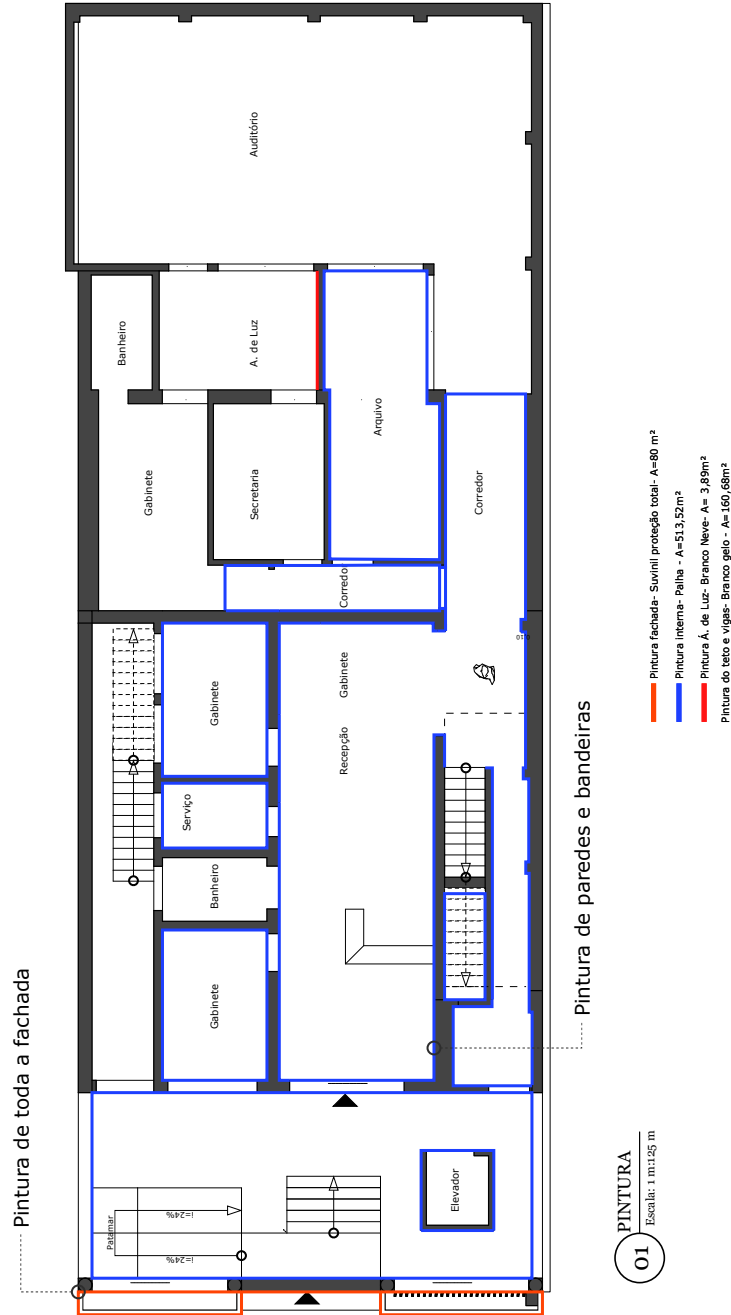 Auditório
Banheiro
A. de Luz
Arquivo
Gabinete
Secretaria
Corredor
Corredor
Gabinete
Gabinete
Recepção
Serviço
Banheiro
Gabinete
Elevador
Patamar
i=24%
i=24%
Pintura de toda a fachada
Pintura de paredes e bandeiras
Pintura fachada- Suvinil proteção total- A=80 m²
Pintura interna- Palha - A=513,52m²
Pintura Á. de Luz- Branco Neve- A= 3,89m²
Pintura do teto e vigas- Branco gelo - A=160,68m²
01
PINTURA
Escala: 1 m:125 m